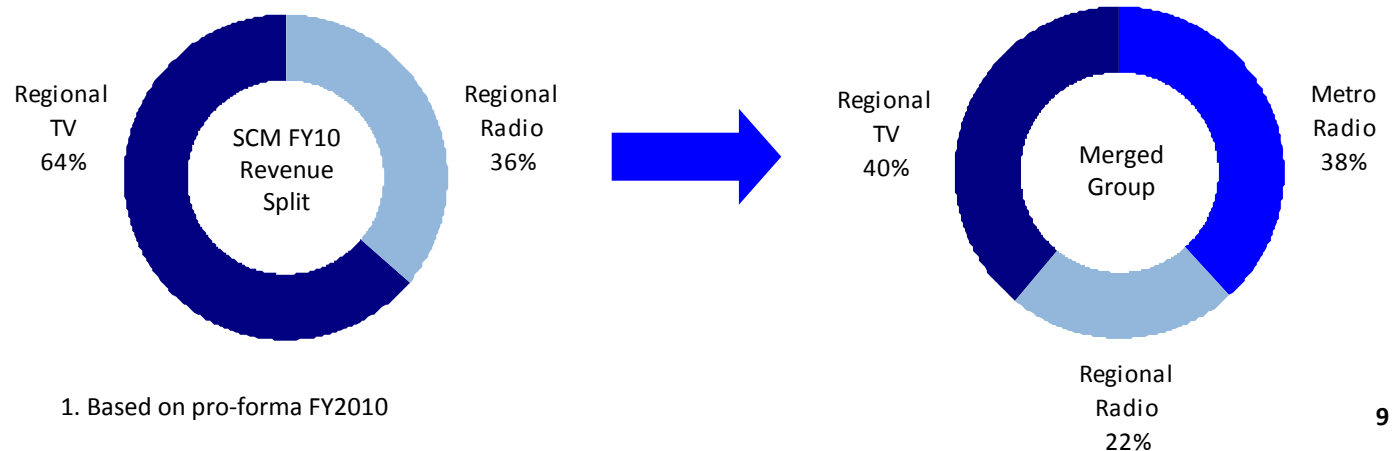 Regional
TV
64%
SCM FY10
Revenue
Split
Regional
Radio
36%
Regional
TV
40%
Merged
Group
Metro
Radio
38%
Regional
Radio
22%
1. Based on pro-forma FY2010
9